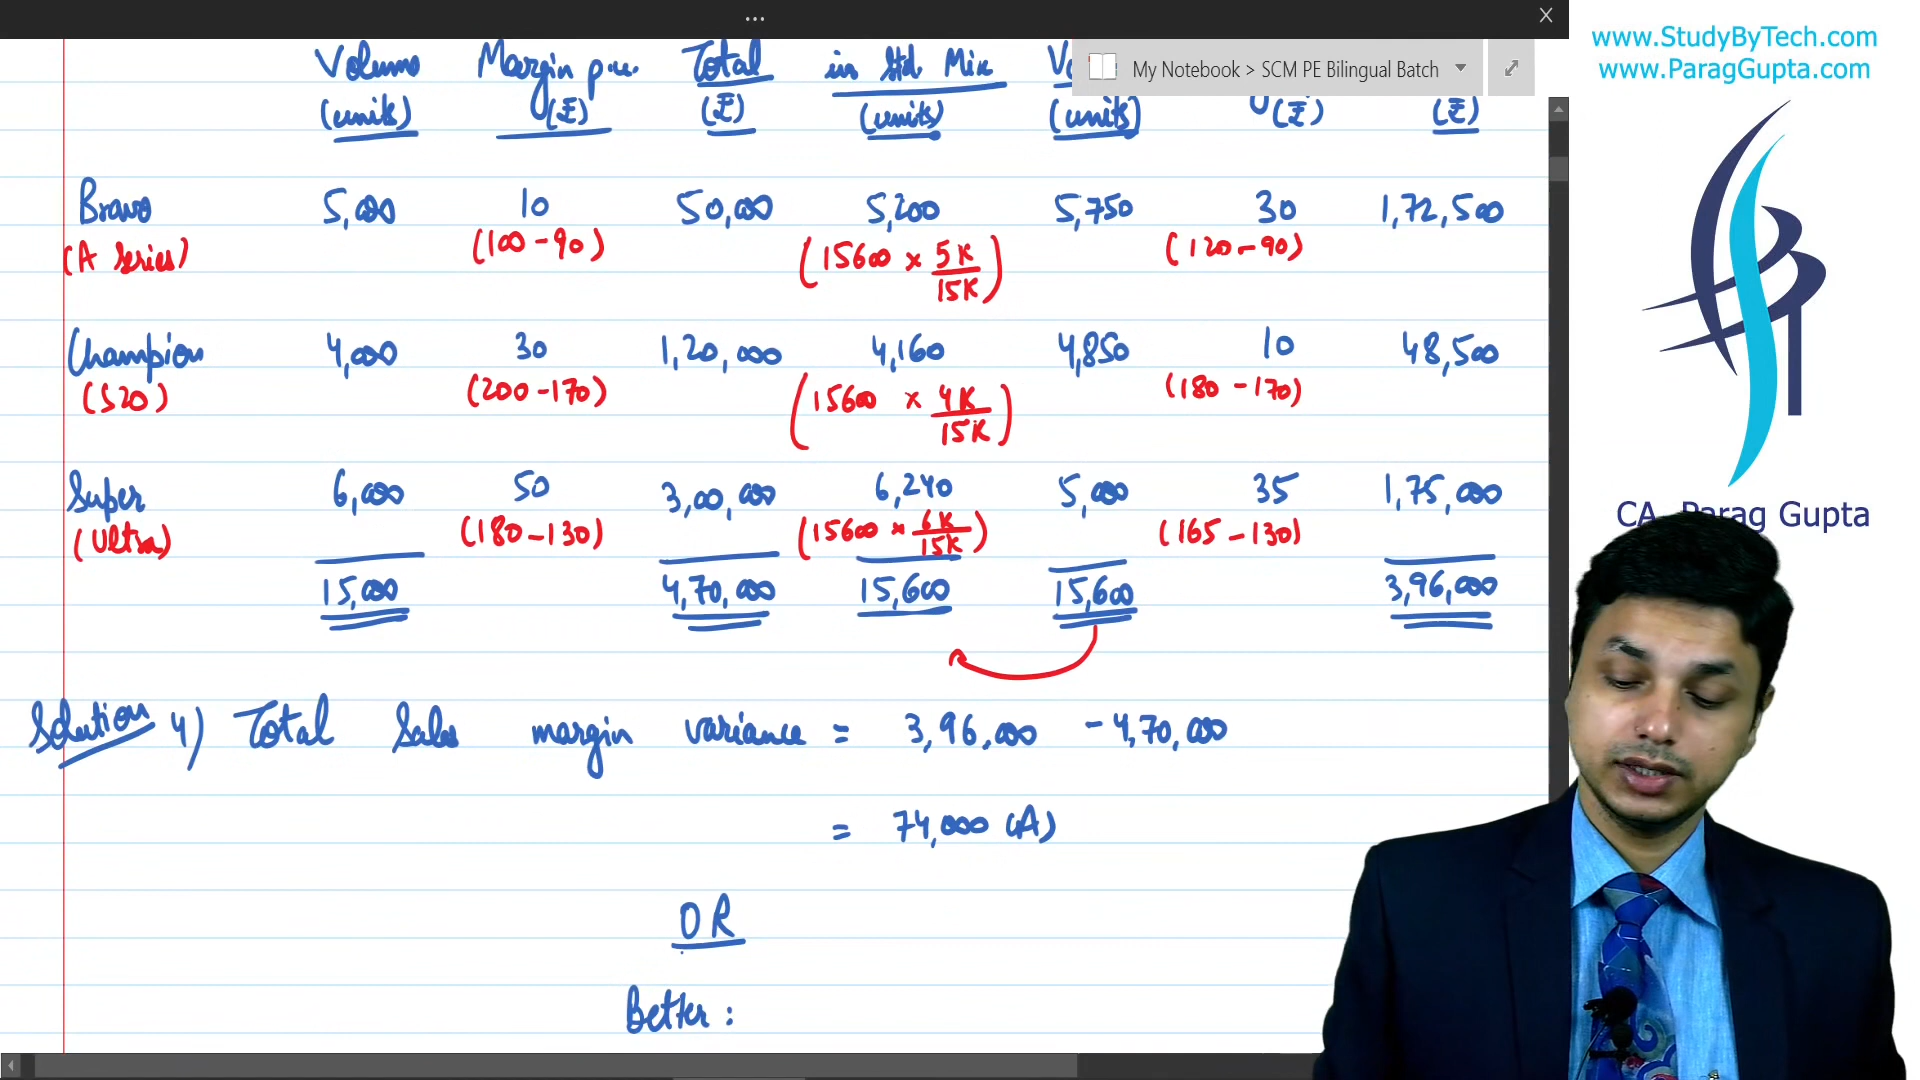 ...
X
www.StudyByTech.com
www.ParagGupta.com
My Notebook > SCM PE Bilingual Batch
Volume Margin p.u. Total in Std. Mix
(units) (₹) (₹) (units) (units) (₹) (₹)
Bravo 5,000 10 50,000 5,200 5,750 30 1,72,500
(A Series) (100-90) (15600 × 5K/15K) (120-90)
Champion 4,000 30 1,20,000 4,160 4,850 10 48,500
(S20) (200-170) (15600 × 4K/15K) (180-170)
Super 6,000 50 3,00,000 6,240 5,000 35 1,75,000
(Ultra) (180-130) (15600 × 6K/15K) (165-130)
15,000 4,70,000 15,600 15,600 3,96,000
CA. Parag Gupta
Solution 4) Total Sales margin variance = 3,96,000 - 4,70,000
= 74,000 (A)
OR
Better: